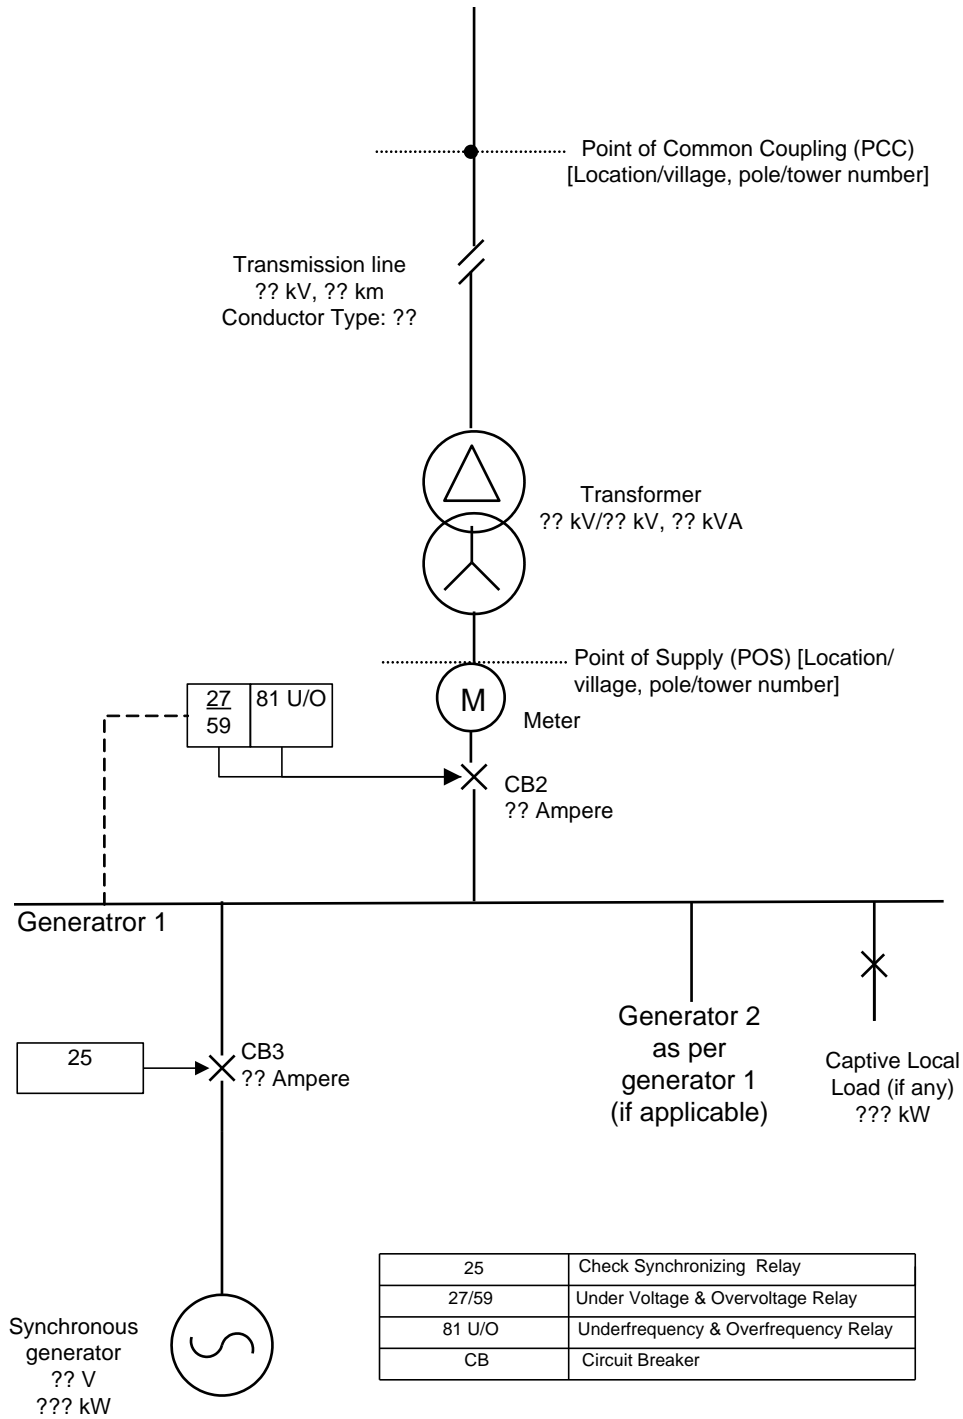 Point of Common Coupling (PCC)
[Location/village, pole/tower number]
Transmission line
?? kV, ?? km
Conductor Type: ??
Transformer
?? kV/?? kV, ?? kVA
Point of Supply (POS) [Location/
village, pole/tower number]
27
59
81 U/O
M
Meter
CB2
?? Ampere
Generatror 1
25
CB3
?? Ampere
Generator 2
as per
generator 1
(if applicable)
Captive Local
Load (if any)
??? kW
Synchronous
generator
?? V
??? kW
25 Check Synchronizing Relay
27/59 Under Voltage & Overvoltage Relay
81 U/O Underfrequency & Overfrequency Relay
CB Circuit Breaker